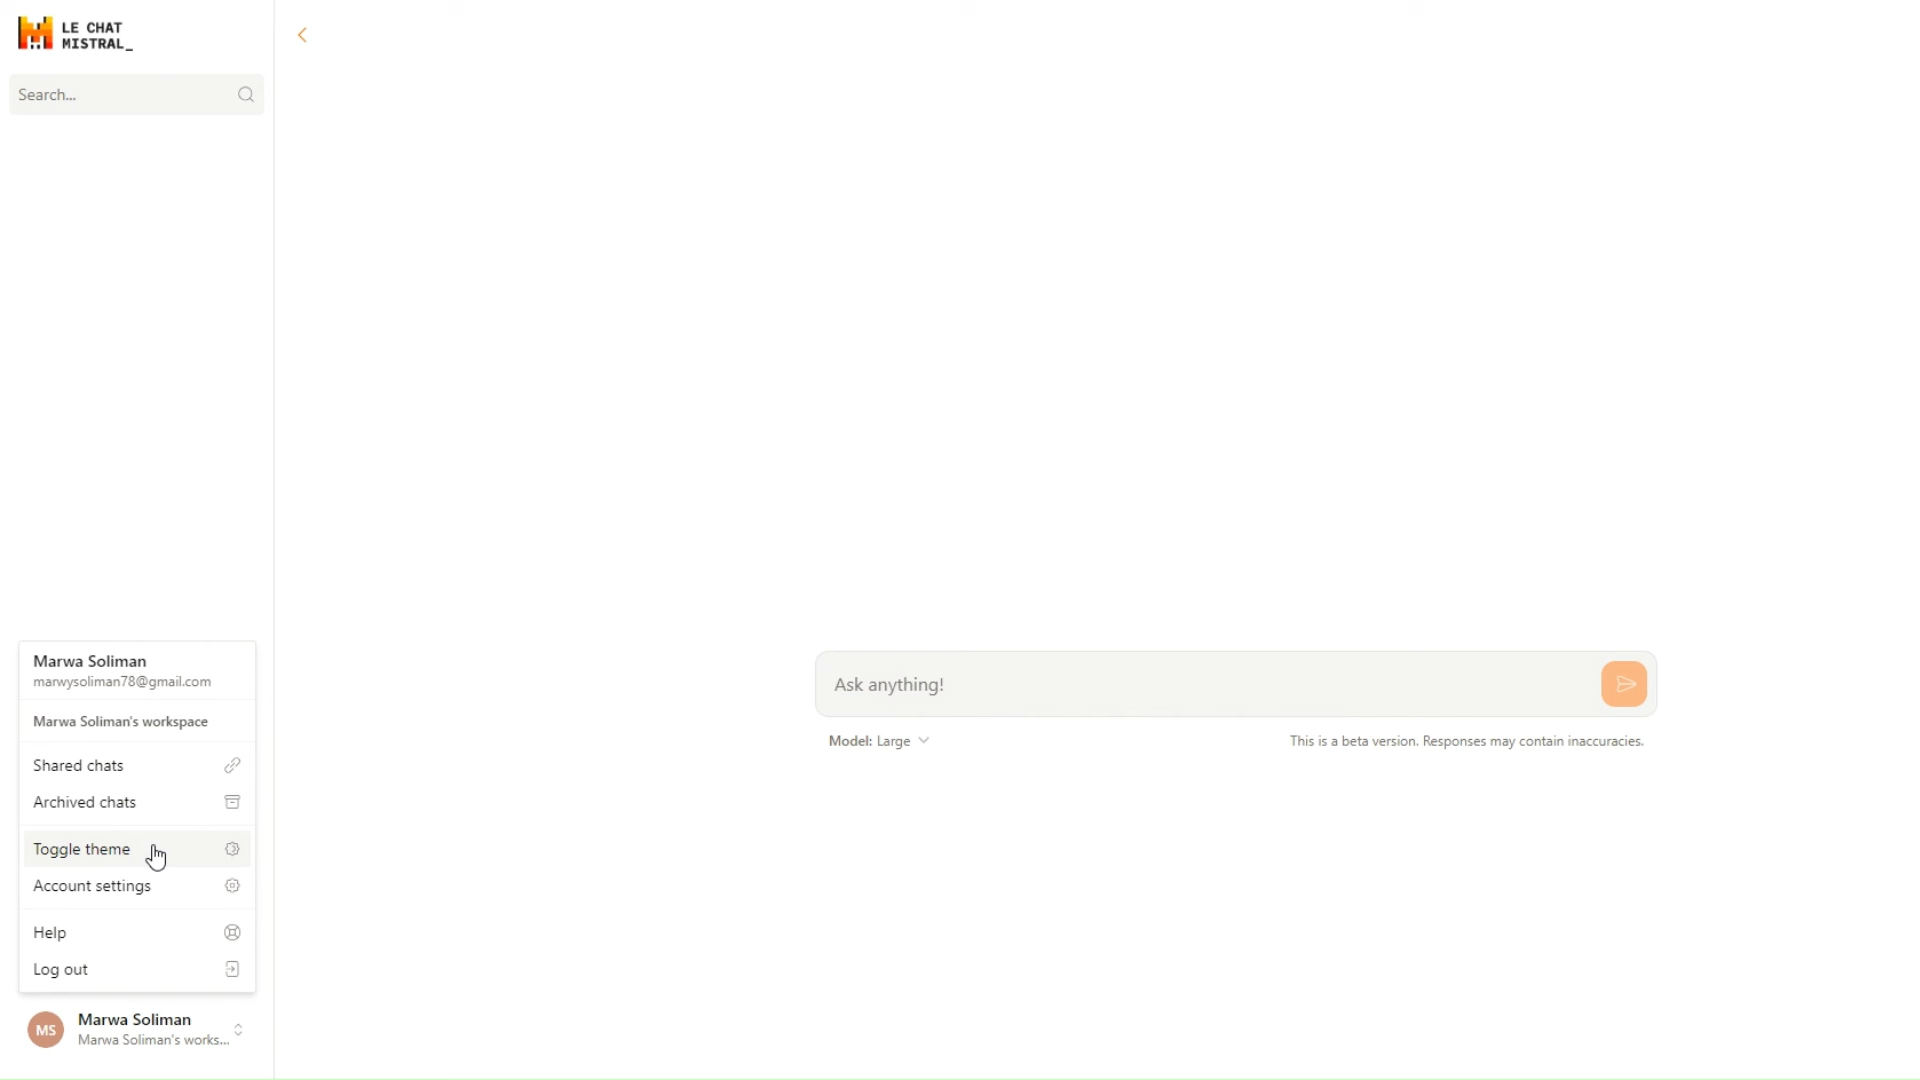 LE CHAT
MISTRAL_
Search...
Marwa Soliman
marwysoliman78@gmail.com
Marwa Soliman's workspace
Shared chats
Archived chats
Toggle theme
Account settings
Help
Log out
MS
Marwa Soliman
Marwa Soliman's works...
Ask anything!
Model: Large
This is a beta version. Responses may contain inaccuracies.